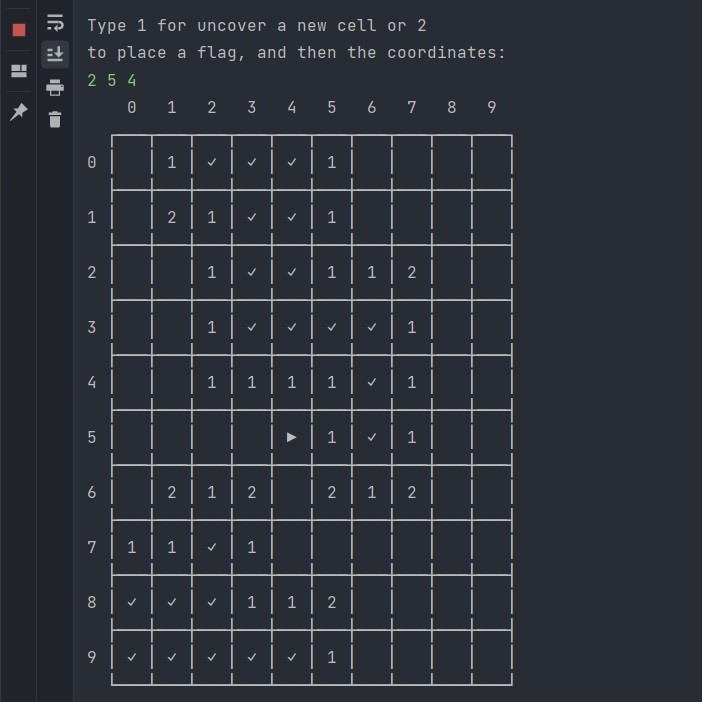 Type 1 for uncover a new cell or 2
to place a flag, and then the coordinates:
2 5 4
0 1 2 3 4 5 6 7 8 9
0 1 ✓ ✓ ✓ 1
1 2 1 ✓ ✓ 1
2 1 ✓ ✓ 1 1 2
3 1 ✓ ✓ ✓ ✓ 1
4 1 1 1 1 ✓ 1
5 ▶ 1 ✓ 1
6 2 1 2 2 1 2
7 1 1 ✓ 1
8 ✓ ✓ ✓ 1 1 2
9 ✓ ✓ ✓ ✓ ✓ 1